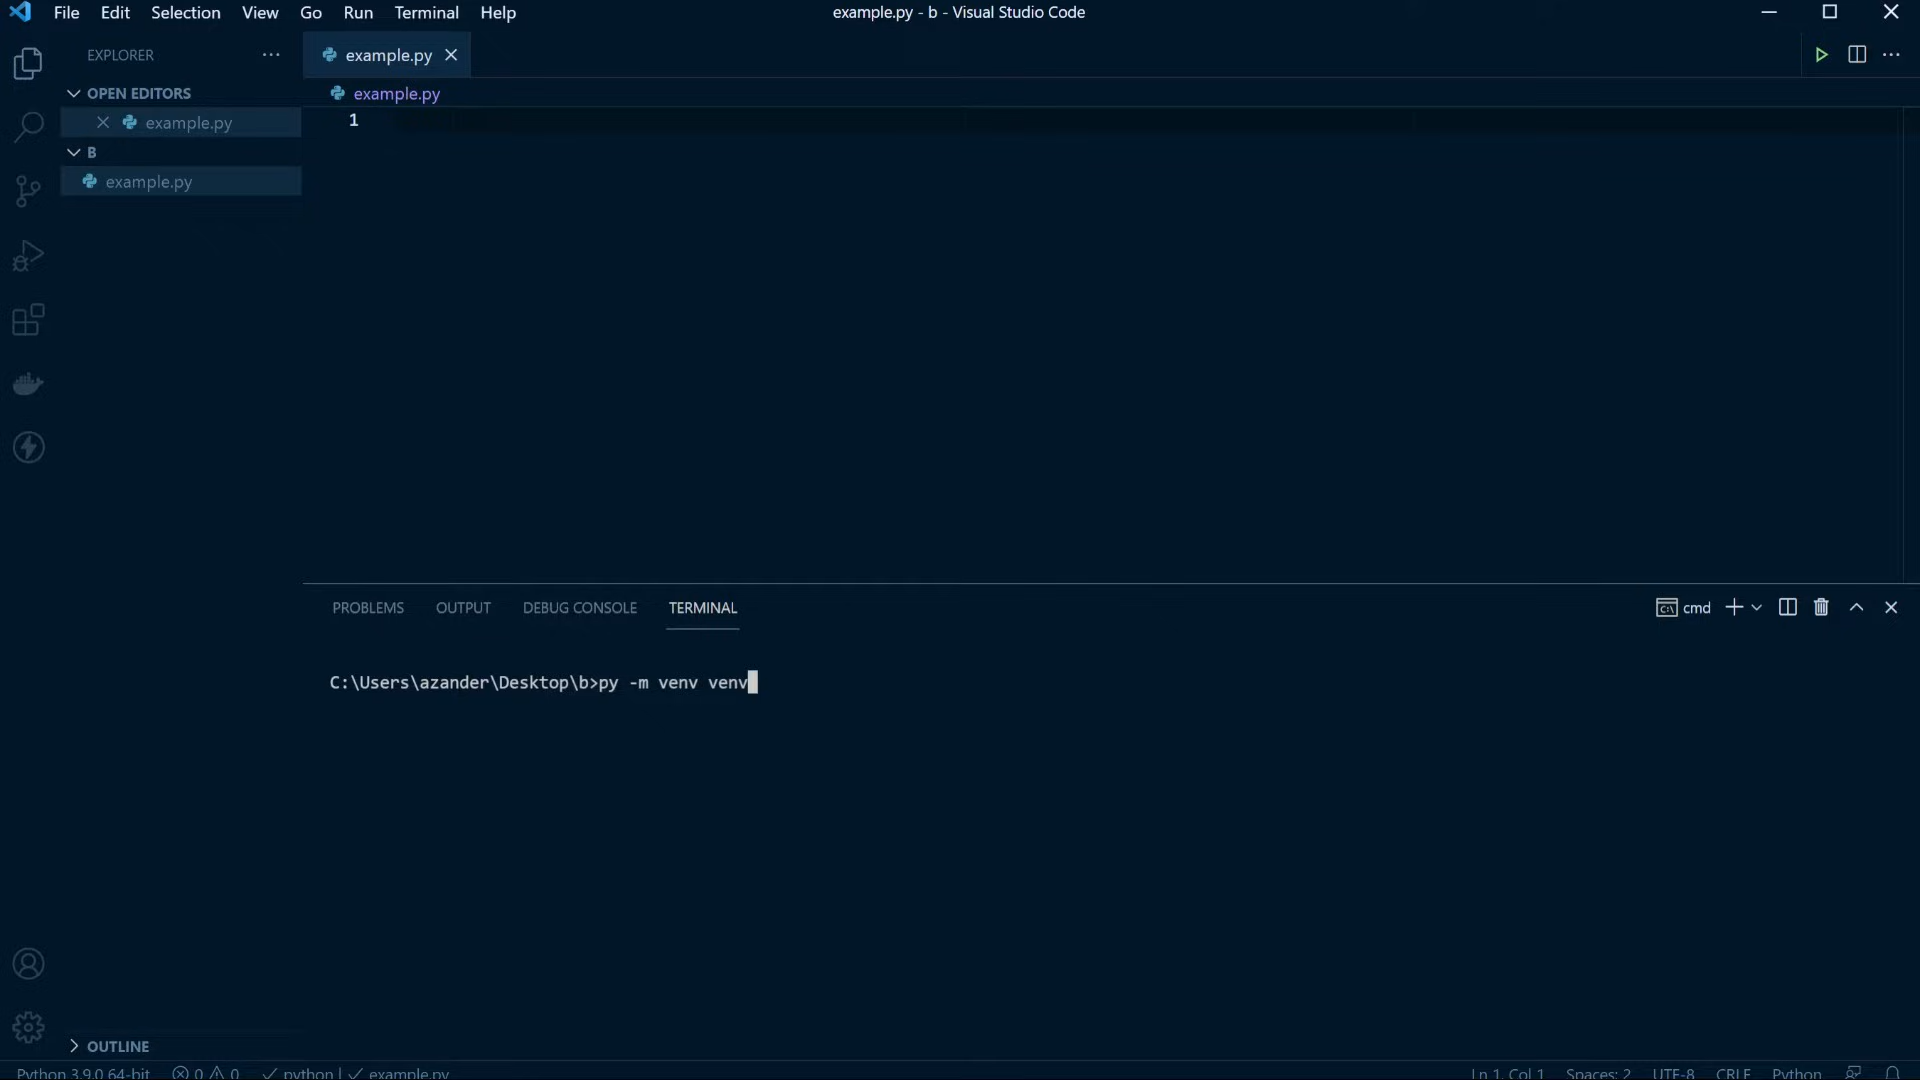 File Edit Selection View Go Run Terminal Help
example.py - b - Visual Studio Code
EXPLORER
example.py
OPEN EDITORS
example.py
example.py
1
B
example.py
PROBLEMS OUTPUT DEBUG CONSOLE TERMINAL
cmd
C:\Users\azander\Desktop\b>py -m venv venv
OUTLINE
Python 3.9.0 64-bit 0 0 python | example.py
Ln 1, Col 1 Spaces: 2 UTF-8 CRLF Python